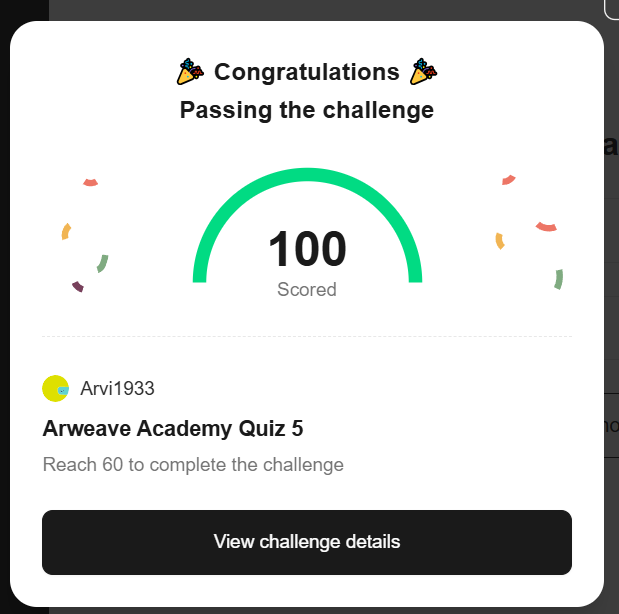 Congratulations
Passing the challenge
100
Scored
Arvi1933
Arweave Academy Quiz 5
Reach 60 to complete the challenge
View challenge details